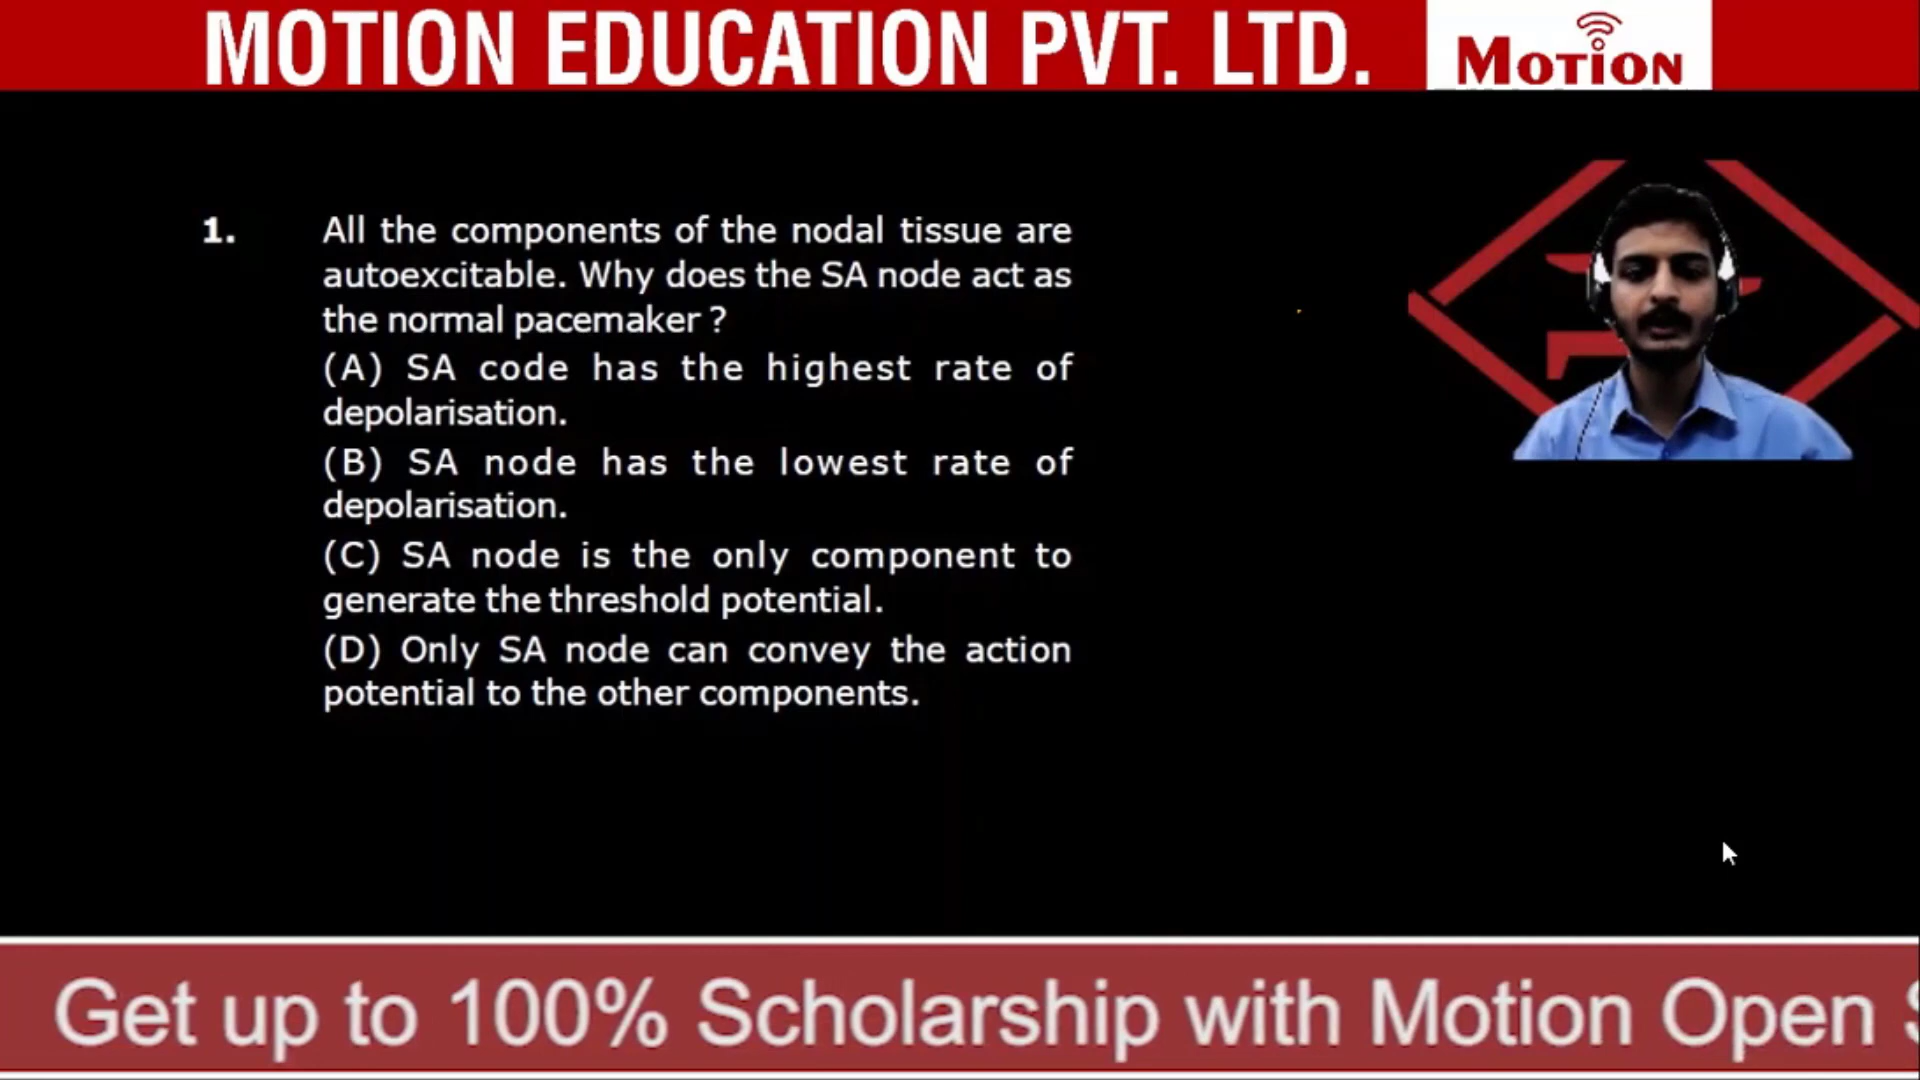 MOTION EDUCATION PVT. LTD.
MOTION
1. All the components of the nodal tissue are
autoexcitable. Why does the SA node act as
the normal pacemaker ?
(A) SA code has the highest rate of
depolarisation.
(B) SA node has the lowest rate of
depolarisation.
(C) SA node is the only component to
generate the threshold potential.
(D) Only SA node can convey the action
potential to the other components.
Get up to 100% Scholarship with Motion Open